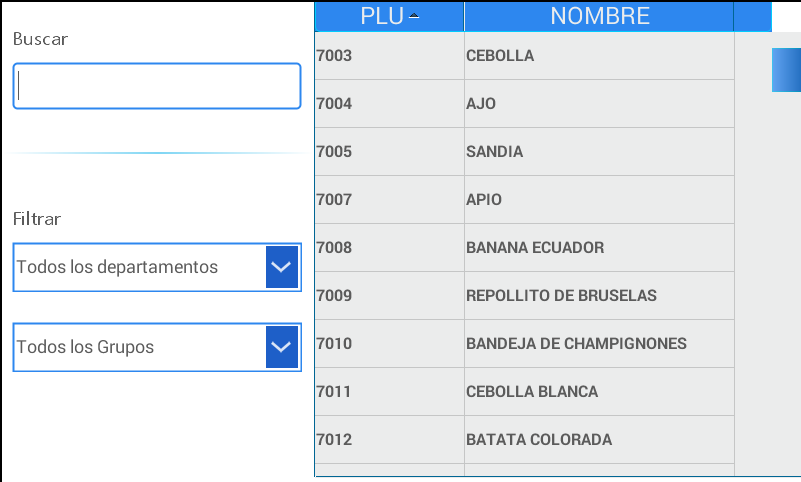 Buscar
Filtrar
Todos los departamentos
Todos los Grupos
PLU NOMBRE
7003 CEBOLLA
7004 AJO
7005 SANDIA
7007 APIO
7008 BANANA ECUADOR
7009 REPOLLITO DE BRUSELAS
7010 BANDEJA DE CHAMPIGNONES
7011 CEBOLLA BLANCA
7012 BATATA COLORADA